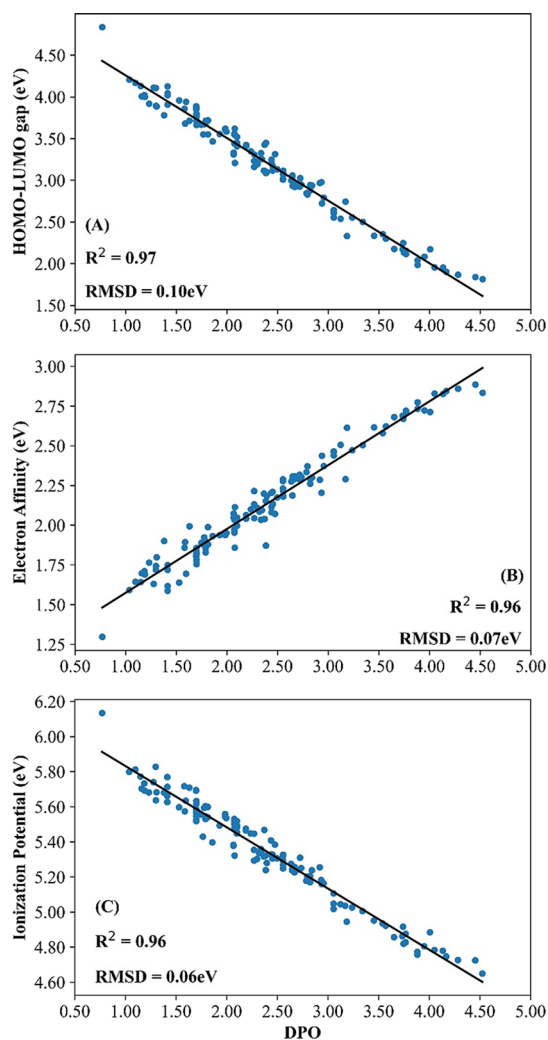 HOMO-LUMO gap (eV)
4.50
4.00
3.50
3.00
2.50
2.00
1.50
(A)
R² = 0.97
RMSD = 0.10eV
0.50 1.00 1.50 2.00 2.50 3.00 3.50 4.00 4.50 5.00
Electron Affinity (eV)
3.00
2.75
2.50
2.25
2.00
1.75
1.50
1.25
(B)
R² = 0.96
RMSD = 0.07eV
0.50 1.00 1.50 2.00 2.50 3.00 3.50 4.00 4.50 5.00
Ionization Potential (eV)
6.20
6.00
5.80
5.60
5.40
5.20
5.00
4.80
4.60
(C)
R² = 0.96
RMSD = 0.06eV
0.50 1.00 1.50 2.00 2.50 3.00 3.50 4.00 4.50 5.00
DPO